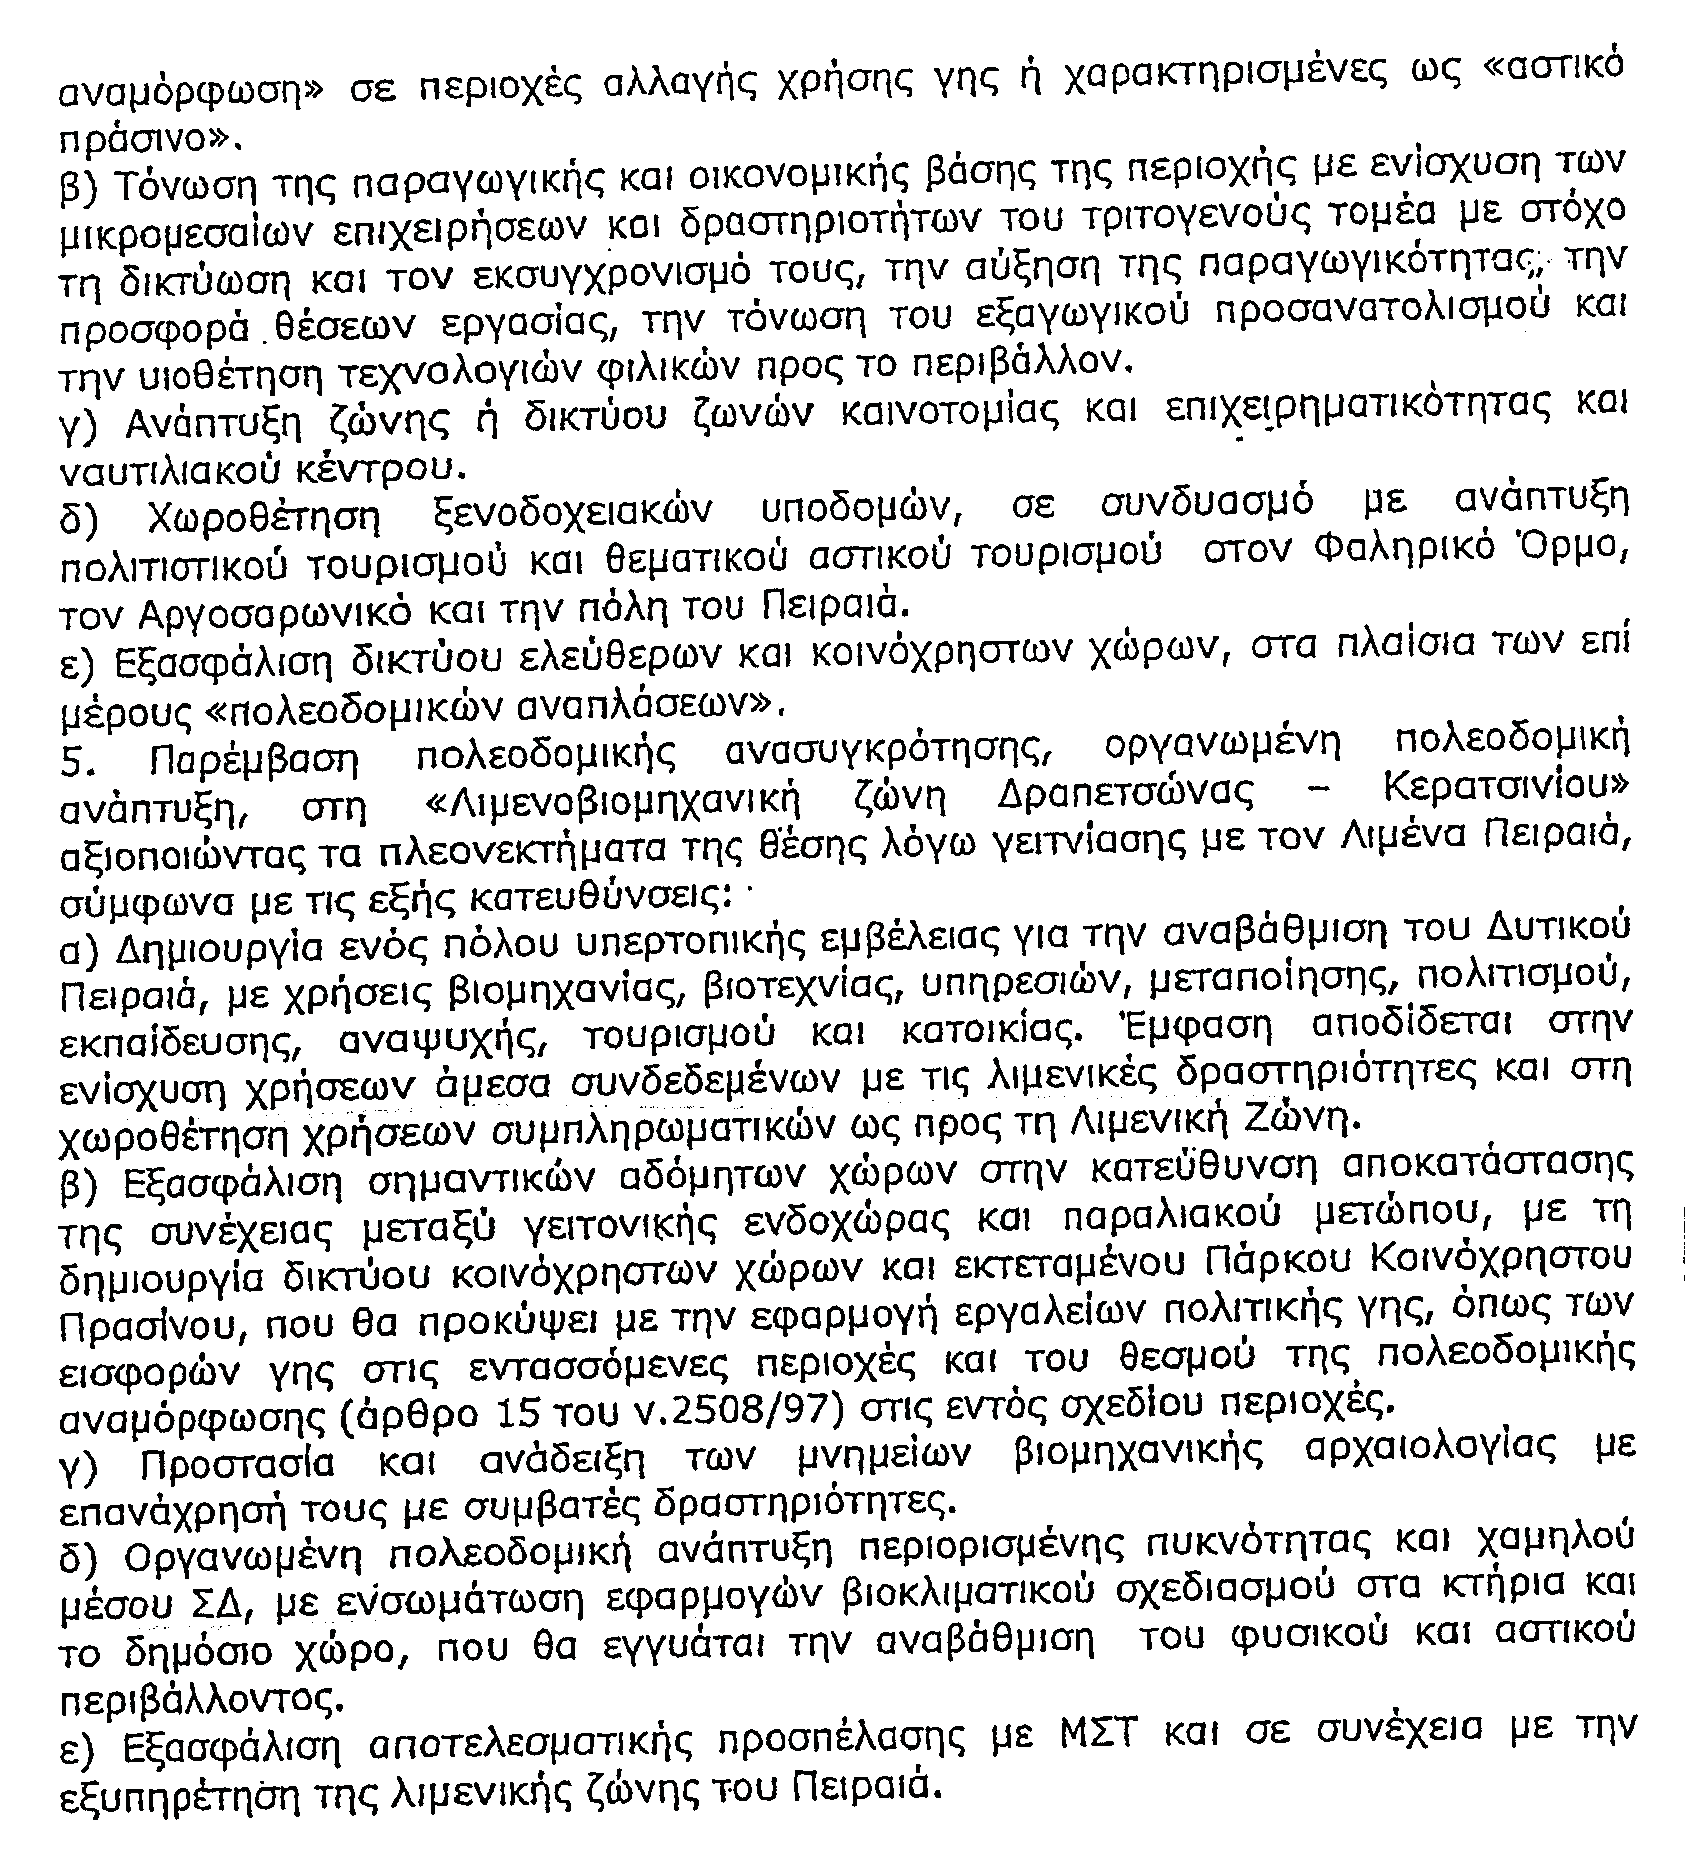 αναμόρφωση» σε περιοχές αλλαγής χρήσης γης ή χαρακτηρισμένες ως «αστικό
πράσινο».
β) Τόνωση της παραγωγικής και οικονομικής βάσης της περιοχής με ενίσχυση των
μικρομεσαίων επιχειρήσεων και δραστηριοτήτων του τριτογενούς τομέα με στόχο
τη δικτύωση και τον εκσυγχρονισμό τους, την αύξηση της παραγωγικότητας, την
προσφορά θέσεων εργασίας, την τόνωση του εξαγωγικού προσανατολισμού και
την υιοθέτηση τεχνολογιών φιλικών προς το περιβάλλον.
γ) Ανάπτυξη ζώνης ή δικτύου ζωνών καινοτομίας και επιχειρηματικότητας και
ναυτιλιακού κέντρου.
δ) Χωροθέτηση ξενοδοχειακών υποδομών, σε συνδυασμό με ανάπτυξη
πολιτιστικού τουρισμού και θεματικού αστικού τουρισμού στον Φαληρικό Όρμο,
τον Αργοσαρωνικό και την πόλη του Πειραιά.
ε) Εξασφάλιση δικτύου ελεύθερων και κοινόχρηστων χώρων, στα πλαίσια των επί
μέρους «πολεοδομικών αναπλάσεων».
5. Παρέμβαση πολεοδομικής ανασυγκρότησης, οργανωμένη πολεοδομική
ανάπτυξη, στη «Λιμενοβιομηχανική ζώνη Δραπετσώνας – Κερατσινίου»
αξιοποιώντας τα πλεονεκτήματα της θέσης λόγω γειτνίασης με τον Λιμένα Πειραιά,
σύμφωνα με τις εξής κατευθύνσεις:
α) Δημιουργία ενός πόλου υπερτοπικής εμβέλειας για την αναβάθμιση του Δυτικού
Πειραιά, με χρήσεις βιομηχανίας, βιοτεχνίας, υπηρεσιών, μεταποίησης, πολιτισμού,
εκπαίδευσης, αναψυχής, τουρισμού και κατοικίας. Έμφαση αποδίδεται στην
ενίσχυση χρήσεων άμεσα συνδεδεμένων με τις λιμενικές δραστηριότητες και στη
χωροθέτηση χρήσεων συμπληρωματικών ως προς τη Λιμενική Ζώνη.
β) Εξασφάλιση σημαντικών αδόμητων χώρων στην κατεύθυνση αποκατάστασης
της συνέχειας μεταξύ γειτονικής ενδοχώρας και παραλιακού μετώπου, με τη
δημιουργία δικτύου κοινόχρηστων χώρων και εκτεταμένου Πάρκου Κοινόχρηστου
Πρασίνου, που θα προκύψει με την εφαρμογή εργαλείων πολιτικής γης, όπως των
εισφορών γης στις εντασσόμενες περιοχές και του θεσμού της πολεοδομικής
αναμόρφωσης (άρθρο 15 του ν.2508/97) στις εντός σχεδίου περιοχές.
γ) Προστασία και ανάδειξη των μνημείων βιομηχανικής αρχαιολογίας με
επανάχρησή τους με συμβατές δραστηριότητες.
δ) Οργανωμένη πολεοδομική ανάπτυξη περιορισμένης πυκνότητας και χαμηλού
μέσου ΣΔ, με ενσωμάτωση εφαρμογών βιοκλιματικού σχεδιασμού στα κτήρια και
το δημόσιο χώρο, που θα εγγυάται την αναβάθμιση του φυσικού και αστικού
περιβάλλοντος.
ε) Εξασφάλιση αποτελεσματικής προσπέλασης με ΜΣΤ και σε συνέχεια με την
εξυπηρέτηση της λιμενικής ζώνης του Πειραιά.